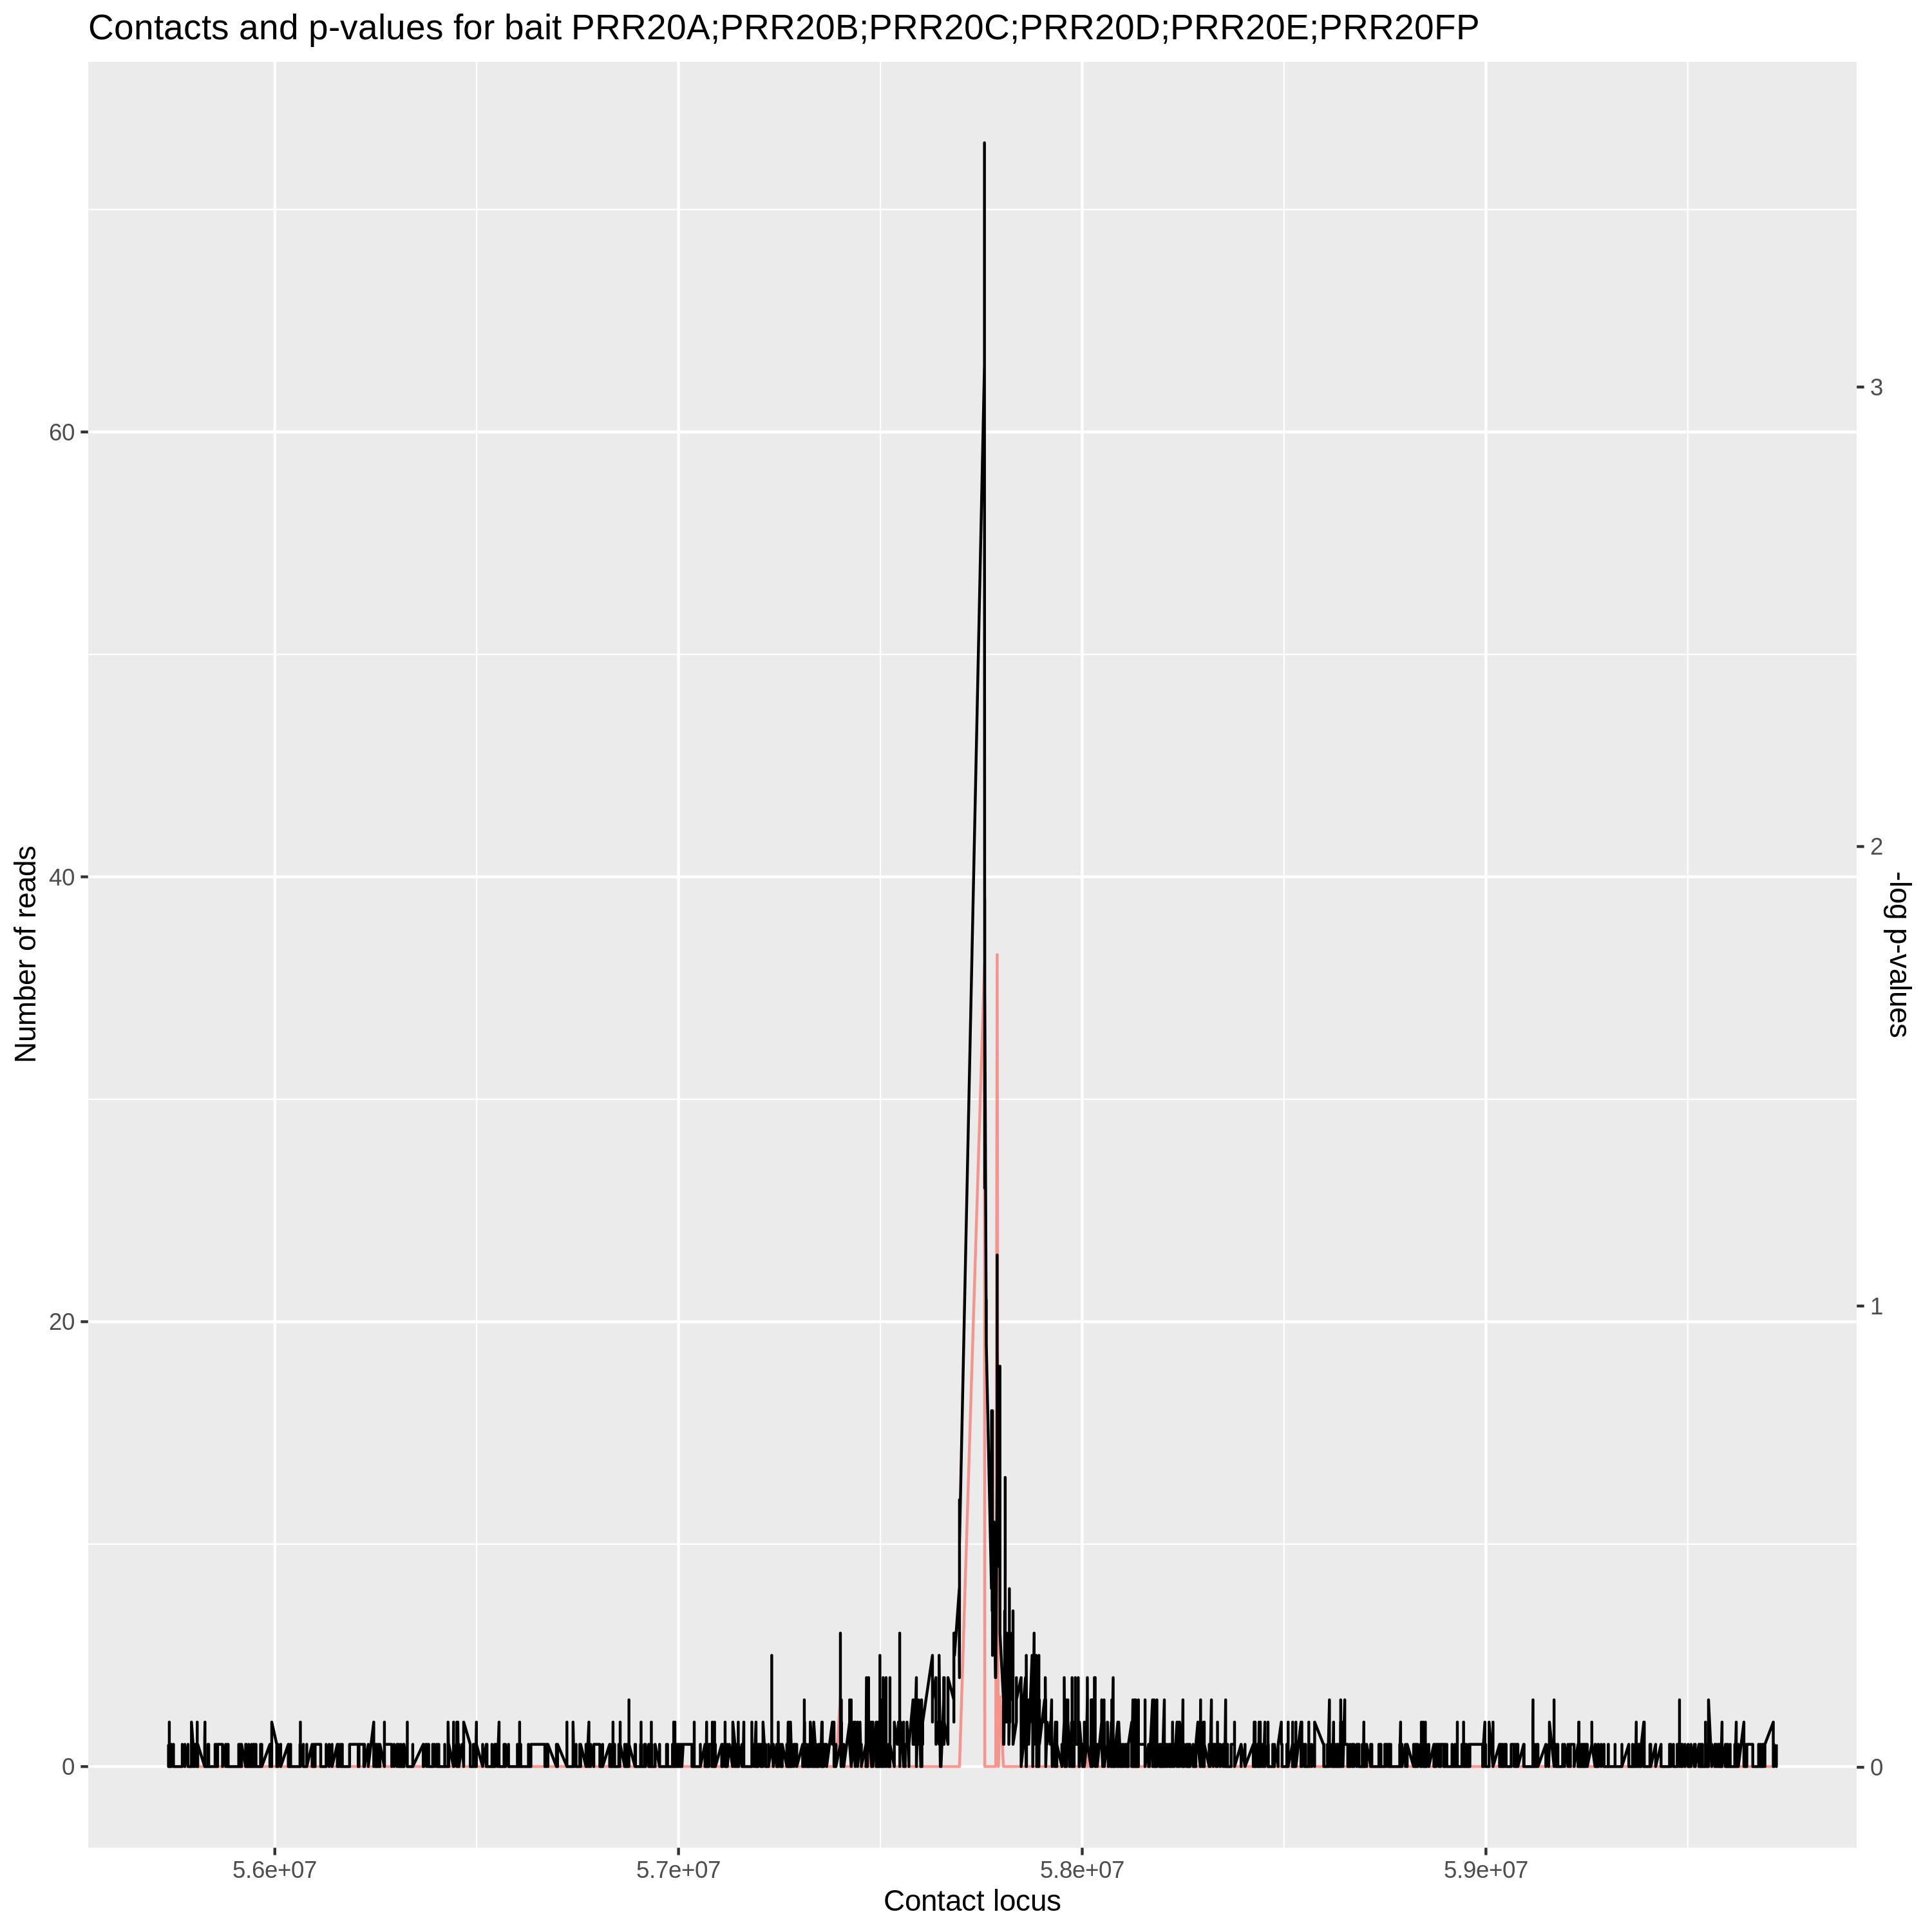 Contacts and p-values for bait PRR20A;PRR20B;PRR20C;PRR20D;PRR20E;PRR20FP
Number of reads
60
40
20
0
3
2
1
0
-log p-values
5.6e+07 5.7e+07 5.8e+07 5.9e+07
Contact locus